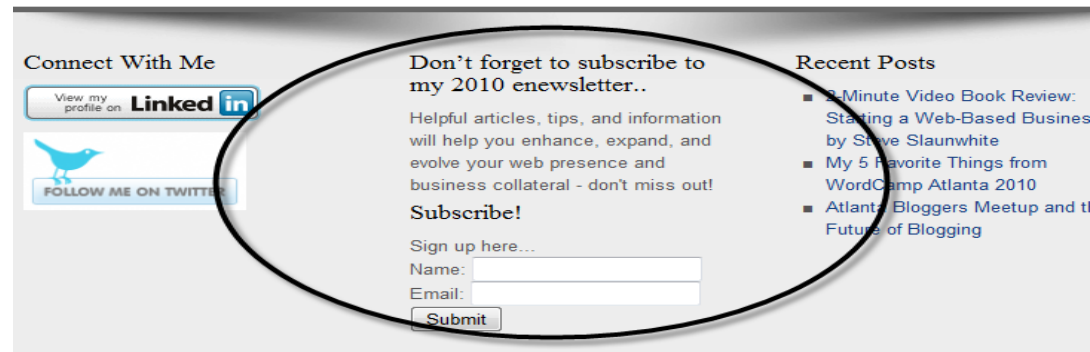 Connect With Me
View my
profile on Linked in
FOLLOW ME ON TWITTER
Don't forget to subscribe to
my 2010 enewsletter..
Helpful articles, tips, and information
will help you enhance, expand, and
evolve your web presence and
business collateral - don't miss out!
Subscribe!
Sign up here...
Name:
Email:
Submit
Recent Posts
2-Minute Video Book Review:
Starting a Web-Based Busines
by Steve Slaunwhite
My 5 Favorite Things from
WordCamp Atlanta 2010
Atlanta Bloggers Meetup and th
Future of Blogging